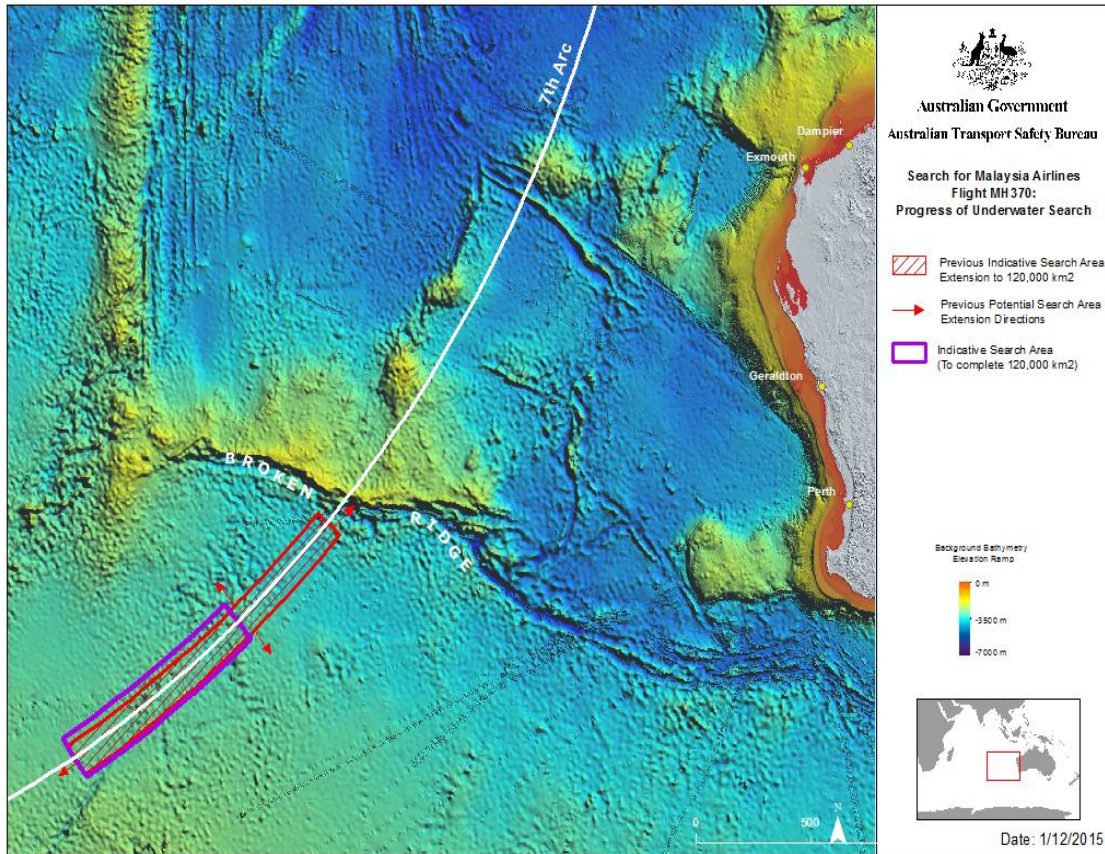 7th Arc
Dampier
Exmouth
Geraldton
Perth
BROKEN
RIDGE
N
0
500
Australian Government
Australian Transport Safety Bureau
Search for Malaysia Airlines
Flight MH370:
Progress of Underwater Search
Previous Indicative Search Area
Extension to 120,000 km2
Previous Potential Search Area
Extension Directions
Indicative Search Area
(To complete 120,000 km2)
Background Bathymetry
Elevation Ramp
0 m
-3500 m
-7000 m
Date: 1/12/2015